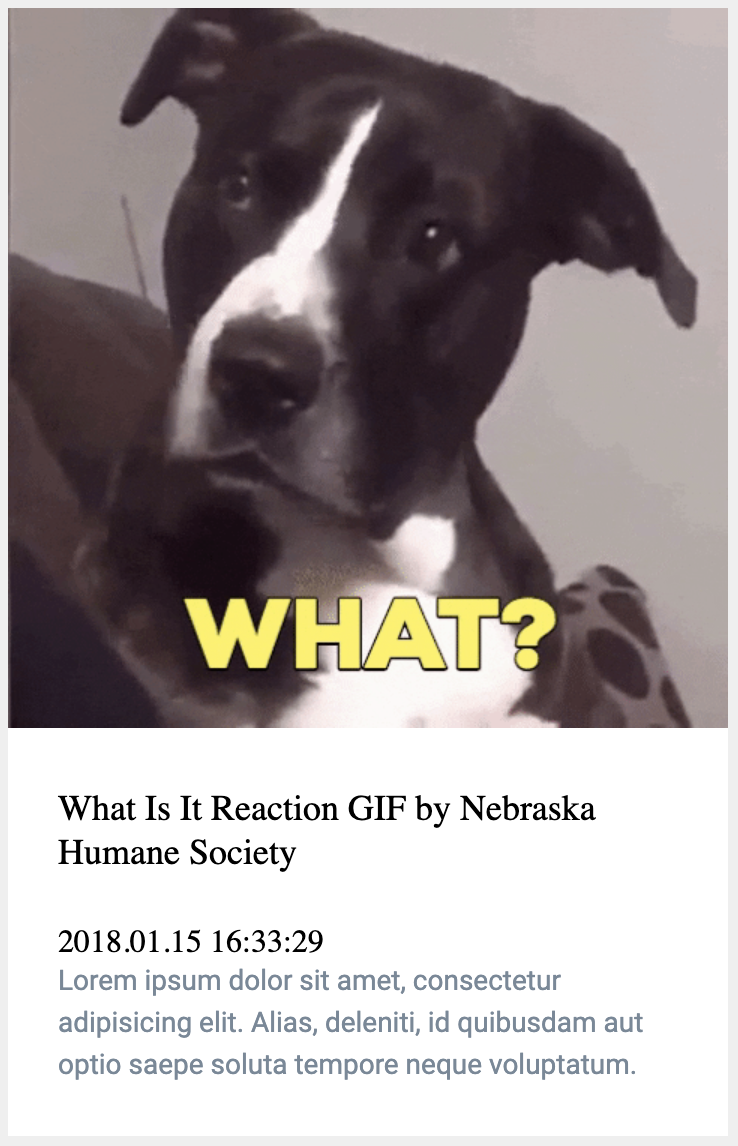 WHAT?
What Is It Reaction GIF by Nebraska
Humane Society
2018.01.15 16:33:29
Lorem ipsum dolor sit amet, consectetur
adipisicing elit. Alias, deleniti, id quibusdam aut
optio saepe soluta tempore neque voluptatum.